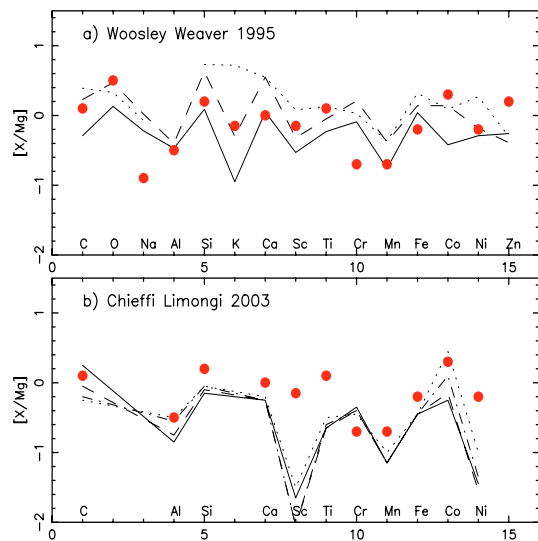 a) Woosley Weaver 1995
1
0
−1
−2
[X/Mg]
C O Na Al Si K Ca Sc Ti Cr Mn Fe Co Ni Zn
0 5 10 15
b) Chieffi Limongi 2003
1
0
−1
−2
[X/Mg]
C Al Si Ca Sc Ti Cr Mn Fe Co Ni
0 5 10 15